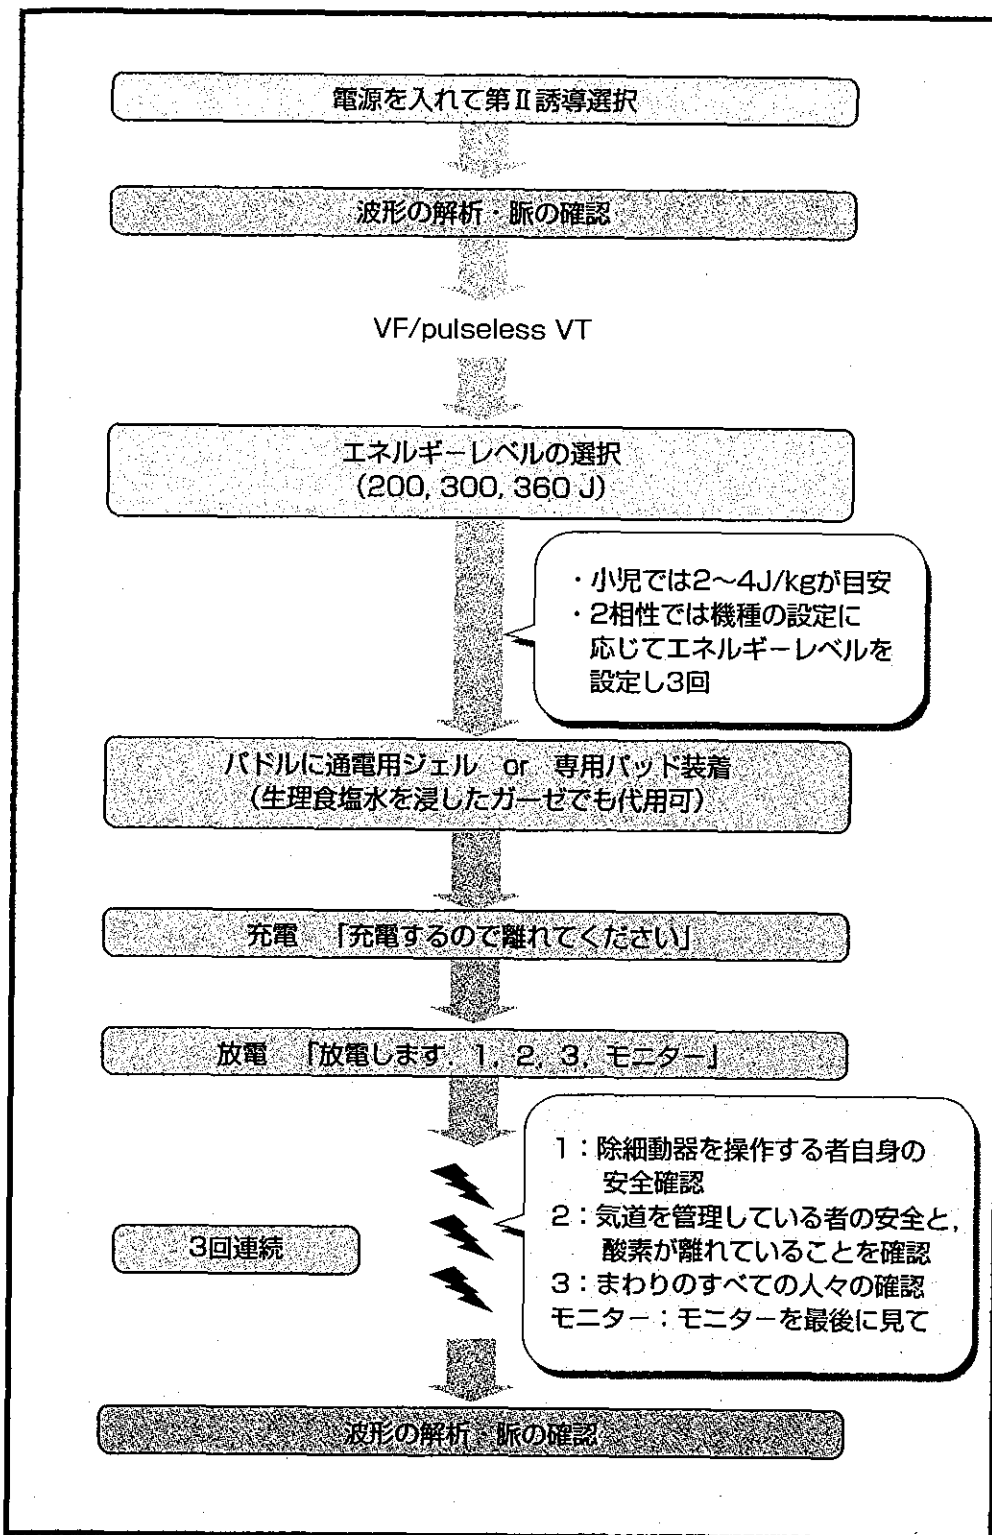 電源を入れて第Ⅱ誘導選択
波形の解析・脈の確認
VF/pulseless VT
エネルギーレベルの選択
(200, 300, 360 J)
・小児では2〜4J/kgが目安
・2相性では機種の設定に
応じてエネルギーレベルを
設定し3回
パドルに通電用ジェル or 専用パッド装着
(生理食塩水を浸したガーゼでも代用可)
充電 「充電するので離れてください」
放電 「放電します. 1, 2, 3, モニター」
1:除細動器を操作する者自身の
安全確認
2:気道を管理している者の安全と,
酸素が離れていることを確認
3:まわりのすべての人々の確認
モニター:モニターを最後に見て
3回連続
波形の解析・脈の確認